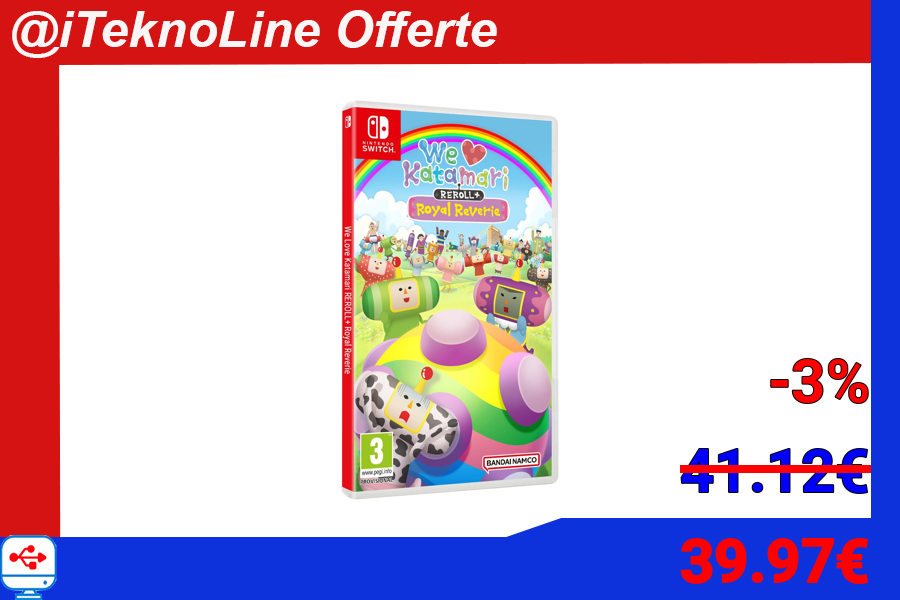 @iTeknoLine Offerte
NINTENDO
SWITCH
We
Katamari
REROLL+
Royal Reverie
We Love Katamari REROLL+ Royal Reverie
3
www.pegi.info
PROVISIONAL
BANDAI NAMCO
-3%
41.12€
39.97€